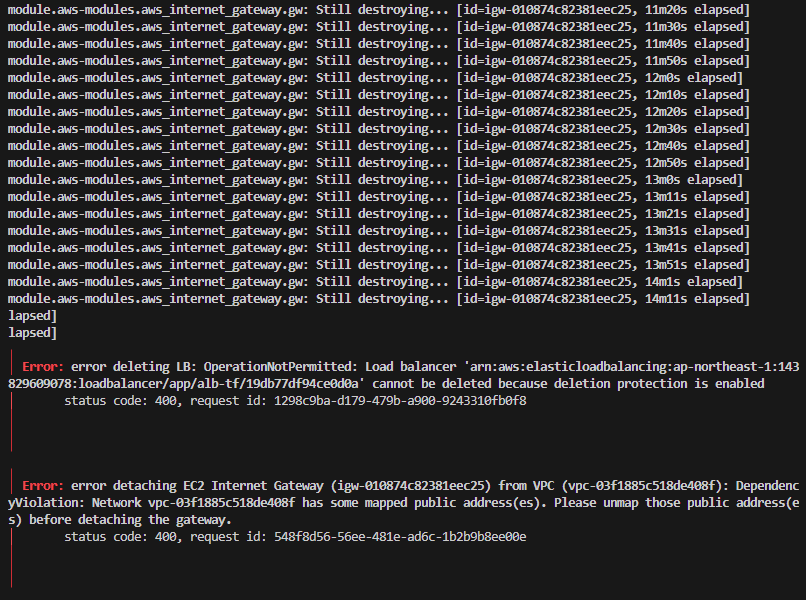 module.aws-modules.aws_internet_gateway.gw: Still destroying... [id=igw-010874c82381eec25, 11m20s elapsed]
module.aws-modules.aws_internet_gateway.gw: Still destroying... [id=igw-010874c82381eec25, 11m30s elapsed]
module.aws-modules.aws_internet_gateway.gw: Still destroying... [id=igw-010874c82381eec25, 11m40s elapsed]
module.aws-modules.aws_internet_gateway.gw: Still destroying... [id=igw-010874c82381eec25, 11m50s elapsed]
module.aws-modules.aws_internet_gateway.gw: Still destroying... [id=igw-010874c82381eec25, 12m0s elapsed]
module.aws-modules.aws_internet_gateway.gw: Still destroying... [id=igw-010874c82381eec25, 12m10s elapsed]
module.aws-modules.aws_internet_gateway.gw: Still destroying... [id=igw-010874c82381eec25, 12m20s elapsed]
module.aws-modules.aws_internet_gateway.gw: Still destroying... [id=igw-010874c82381eec25, 12m30s elapsed]
module.aws-modules.aws_internet_gateway.gw: Still destroying... [id=igw-010874c82381eec25, 12m40s elapsed]
module.aws-modules.aws_internet_gateway.gw: Still destroying... [id=igw-010874c82381eec25, 12m50s elapsed]
module.aws-modules.aws_internet_gateway.gw: Still destroying... [id=igw-010874c82381eec25, 13m0s elapsed]
module.aws-modules.aws_internet_gateway.gw: Still destroying... [id=igw-010874c82381eec25, 13m11s elapsed]
module.aws-modules.aws_internet_gateway.gw: Still destroying... [id=igw-010874c82381eec25, 13m21s elapsed]
module.aws-modules.aws_internet_gateway.gw: Still destroying... [id=igw-010874c82381eec25, 13m31s elapsed]
module.aws-modules.aws_internet_gateway.gw: Still destroying... [id=igw-010874c82381eec25, 13m41s elapsed]
module.aws-modules.aws_internet_gateway.gw: Still destroying... [id=igw-010874c82381eec25, 13m51s elapsed]
module.aws-modules.aws_internet_gateway.gw: Still destroying... [id=igw-010874c82381eec25, 14m1s elapsed]
module.aws-modules.aws_internet_gateway.gw: Still destroying... [id=igw-010874c82381eec25, 14m11s elapsed]
lapsed]
lapsed]
Error: error deleting LB: OperationNotPermitted: Load balancer 'arn:aws:elasticloadbalancing:ap-northeast-1:143
829609078:loadbalancer/app/alb-tf/19db77df94ce0d0a' cannot be deleted because deletion protection is enabled
status code: 400, request id: 1298c9ba-d179-479b-a900-9243310fb0f8
Error: error detaching EC2 Internet Gateway (igw-010874c82381eec25) from VPC (vpc-03f1885c518de408f): Dependenc
yViolation: Network vpc-03f1885c518de408f has some mapped public address(es). Please unmap those public address(e
s) before detaching the gateway.
status code: 400, request id: 548f8d56-56ee-481e-ad6c-1b2b9b8ee00e